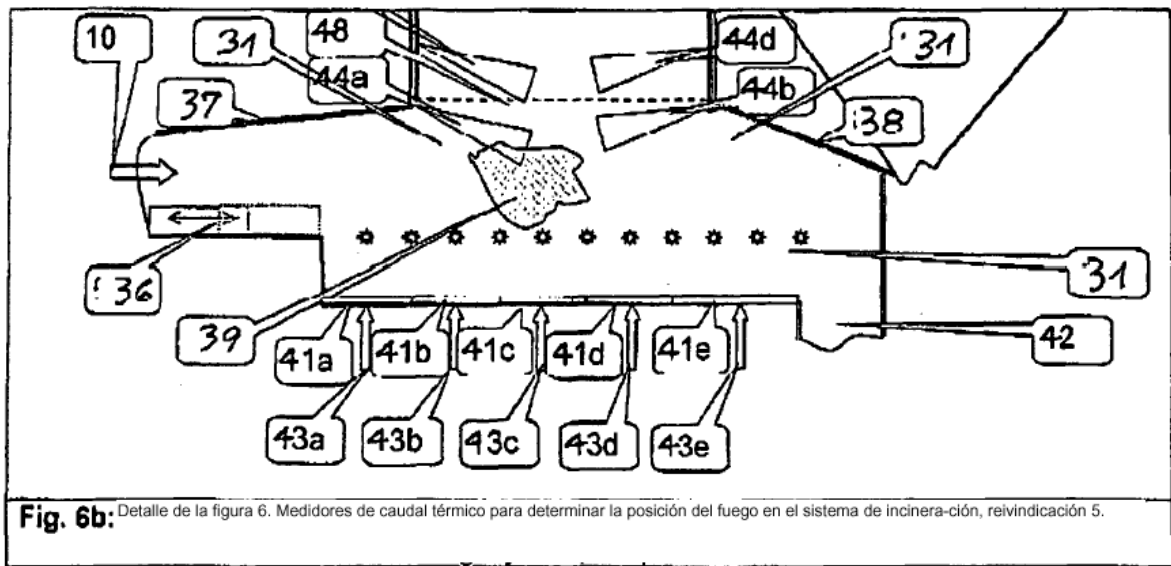 10
31
48
44d
31
44a
44b
37
38
36
31
39
41a
41b
41c
41d
41e
42
43a
43b
43c
43d
43e
Fig. 6b: Detalle de la figura 6. Medidores de caudal térmico para determinar la posición del fuego en el sistema de incinera-ción, reivindicación 5.